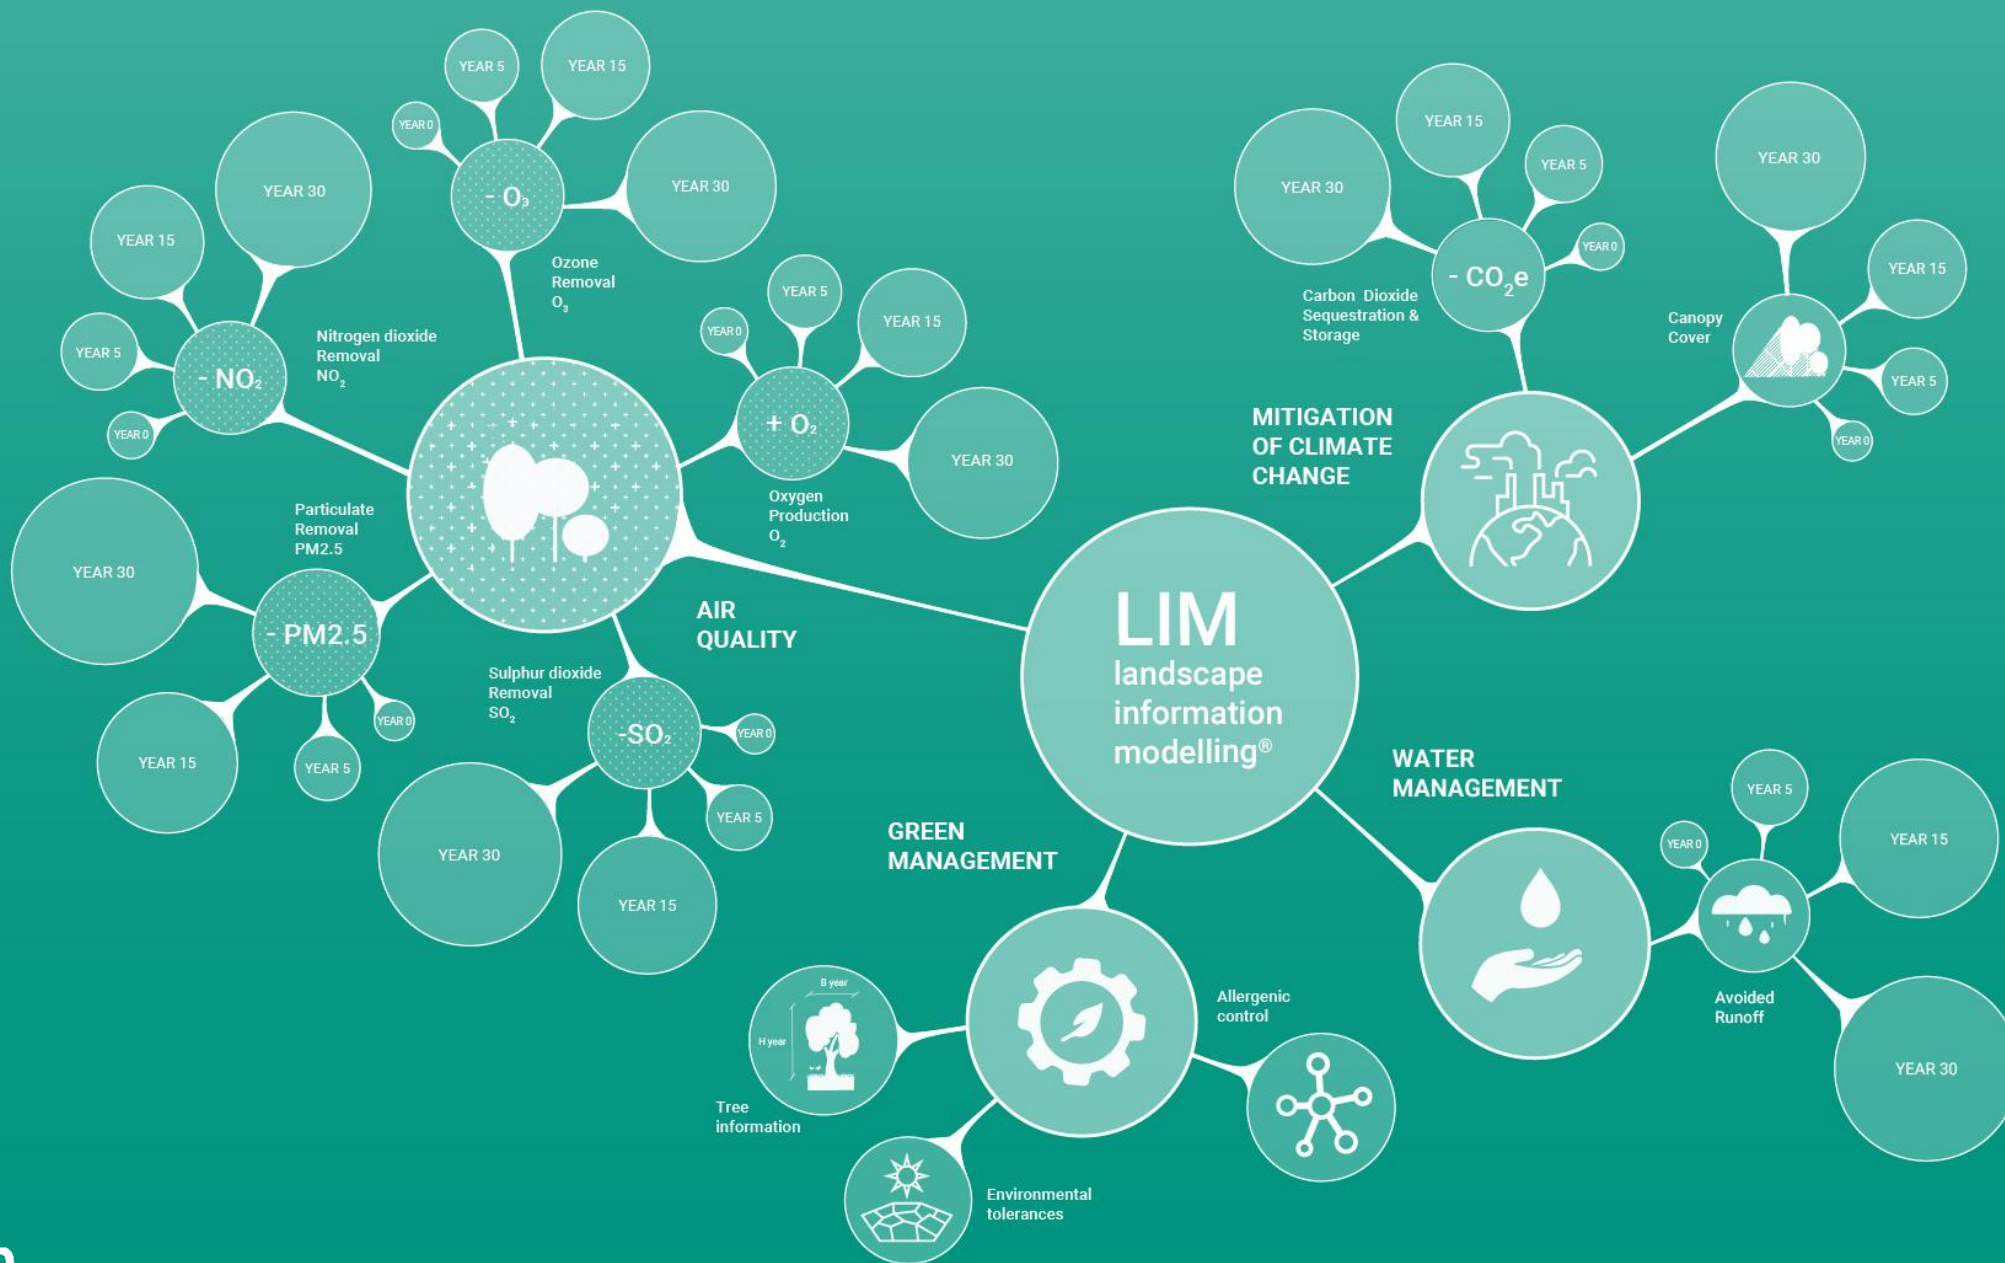 YEAR 5
YEAR 15
YEAR 0
YEAR 30
- O₃
Ozone
Removal
O₃
YEAR 30
YEAR 15
YEAR 5
YEAR 0
- NO₂
Nitrogen dioxide
Removal
NO₂
YEAR 5
YEAR 0
YEAR 15
YEAR 30
+ O₂
Oxygen
Production
O₂
Particulate
Removal
PM2.5
YEAR 30
- PM2.5
YEAR 15
YEAR 5
YEAR 0
AIR
QUALITY
Sulphur dioxide
Removal
SO₂
-SO₂
YEAR 0
YEAR 5
YEAR 15
YEAR 30
YEAR 15
YEAR 5
YEAR 30
YEAR 0
- CO₂e
Carbon Dioxide
Sequestration &
Storage
YEAR 30
YEAR 15
YEAR 5
YEAR 0
Canopy
Cover
MITIGATION
OF CLIMATE
CHANGE
LIM
landscape
information
modelling®
WATER
MANAGEMENT
YEAR 5
YEAR 0
YEAR 15
YEAR 30
Avoided
Runoff
GREEN
MANAGEMENT
B year
H year
Tree
information
Allergenic
control
Environmental
tolerances